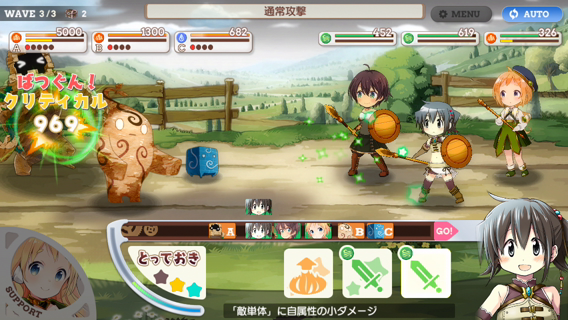 WAVE 3/3 2
通常攻撃
MENU
AUTO
5000
1300
682
452
619
326
A
B
C
ばつぐん!
クリティカル
969
A
B
C
GO!
とっておき
SUPPORT
「敵単体」に自属性の小ダメージ